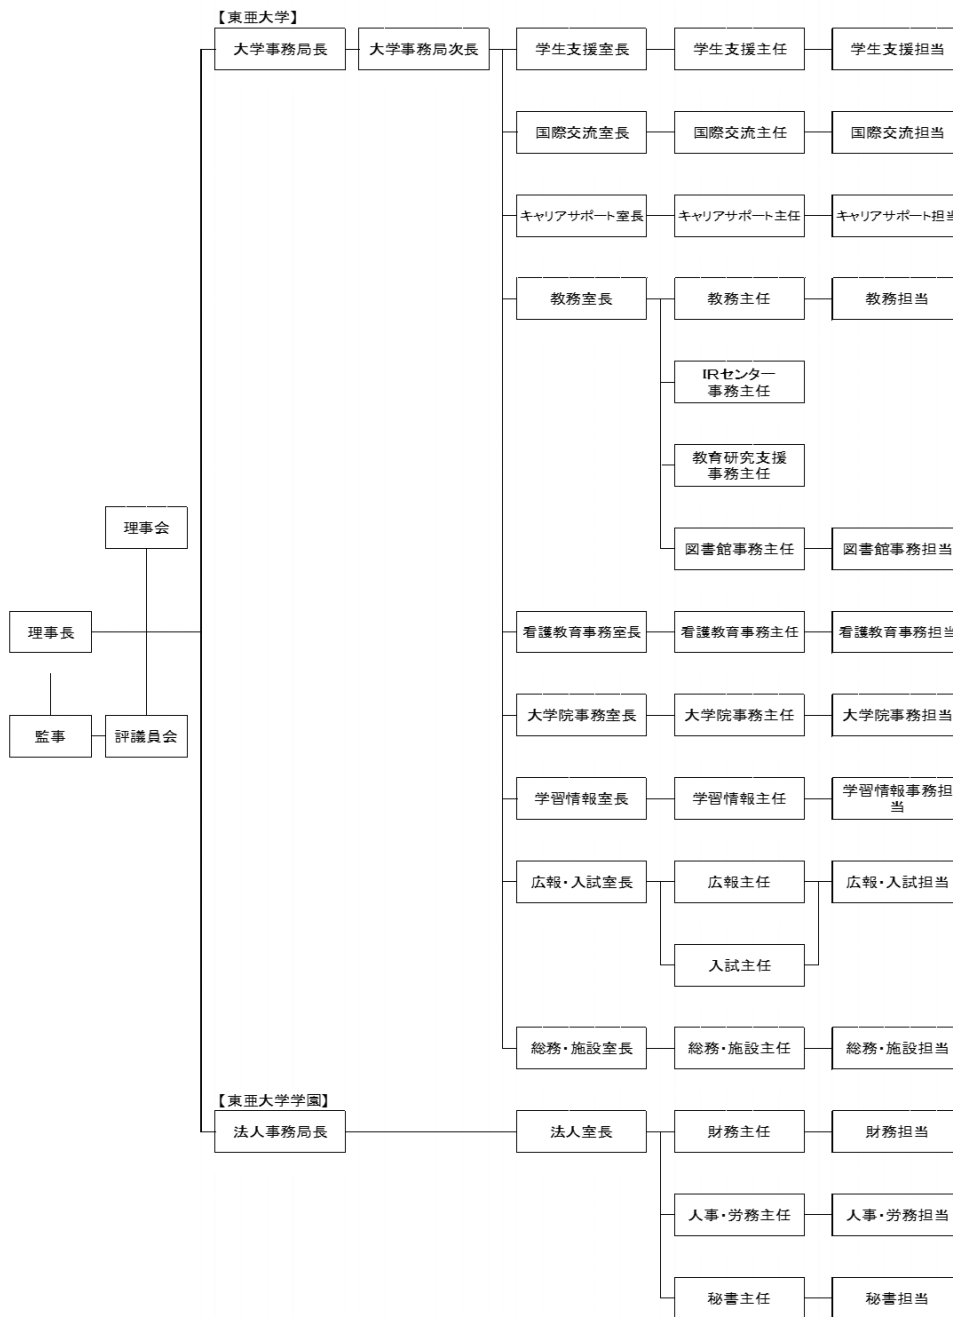 【東亜大学】
大学事務局長
大学事務局次長
学生支援室長
学生支援主任
学生支援担当
国際交流室長
国際交流主任
国際交流担当
キャリアサポート室長
キャリアサポート主任
キャリアサポート担当
教務室長
教務主任
教務担当
IRセンター
事務主任
教育研究支援
事務主任
理事会
図書館事務主任
図書館事務担当
理事長
看護教育事務室長
看護教育事務主任
看護教育事務担当
監事
評議員会
大学院事務室長
大学院事務主任
大学院事務担当
学習情報室長
学習情報主任
学習情報事務担
当
広報・入試室長
広報主任
広報・入試担当
入試主任
総務・施設室長
総務・施設主任
総務・施設担当
【東亜大学学園】
法人事務局長
法人室長
財務主任
財務担当
人事・労務主任
人事・労務担当
秘書主任
秘書担当